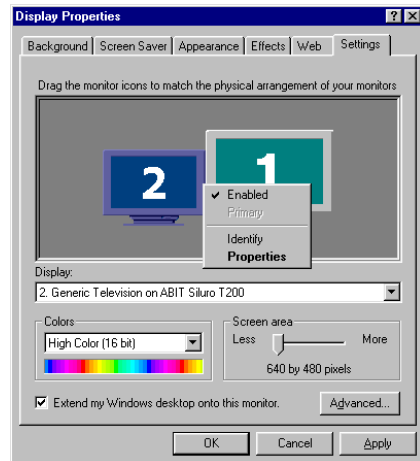 Display Properties
Background Screen Saver Appearance Effects Web Settings
Drag the monitor icons to match the physical arrangement of your monitors
2 1
Enabled
Primary
Identify
Properties
Display:
2. Generic Television on ABIT Siluro T200
Colors
High Color (16 bit)
Screen area
Less More
640 by 480 pixels
Extend my Windows desktop onto this monitor.
Advanced...
OK Cancel Apply